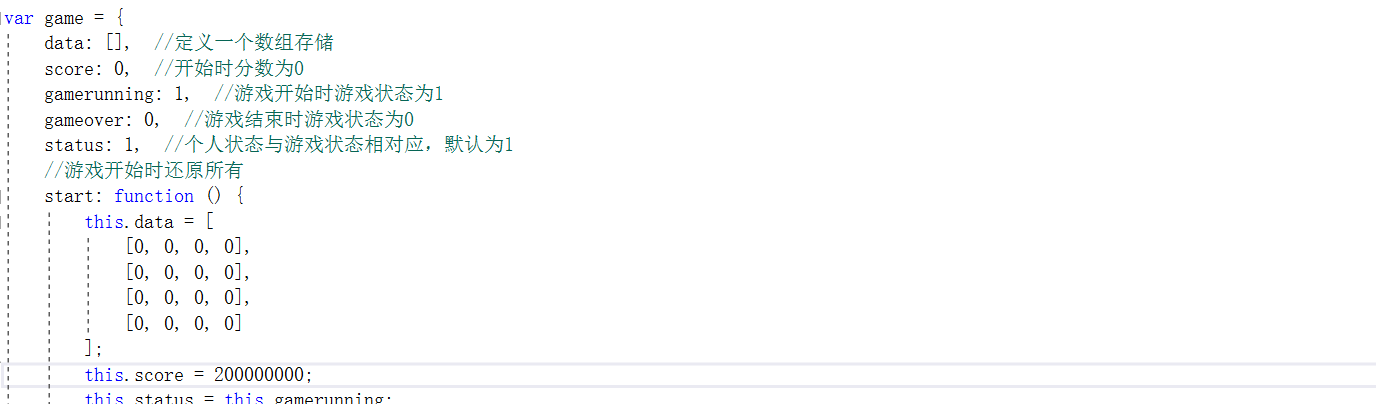 var game = {
data: [], //定义一个数组存储
score: 0, //开始时分数为0
gamerunning: 1, //游戏开始时游戏状态为1
gameover: 0, //游戏结束时游戏状态为0
status: 1, //个人状态与游戏状态相对应，默认为1
//游戏开始时还原所有
start: function () {
this.data = [
[0, 0, 0, 0],
[0, 0, 0, 0],
[0, 0, 0, 0],
[0, 0, 0, 0]
];
this.score = 200000000;
this.status = this.gamerunning;